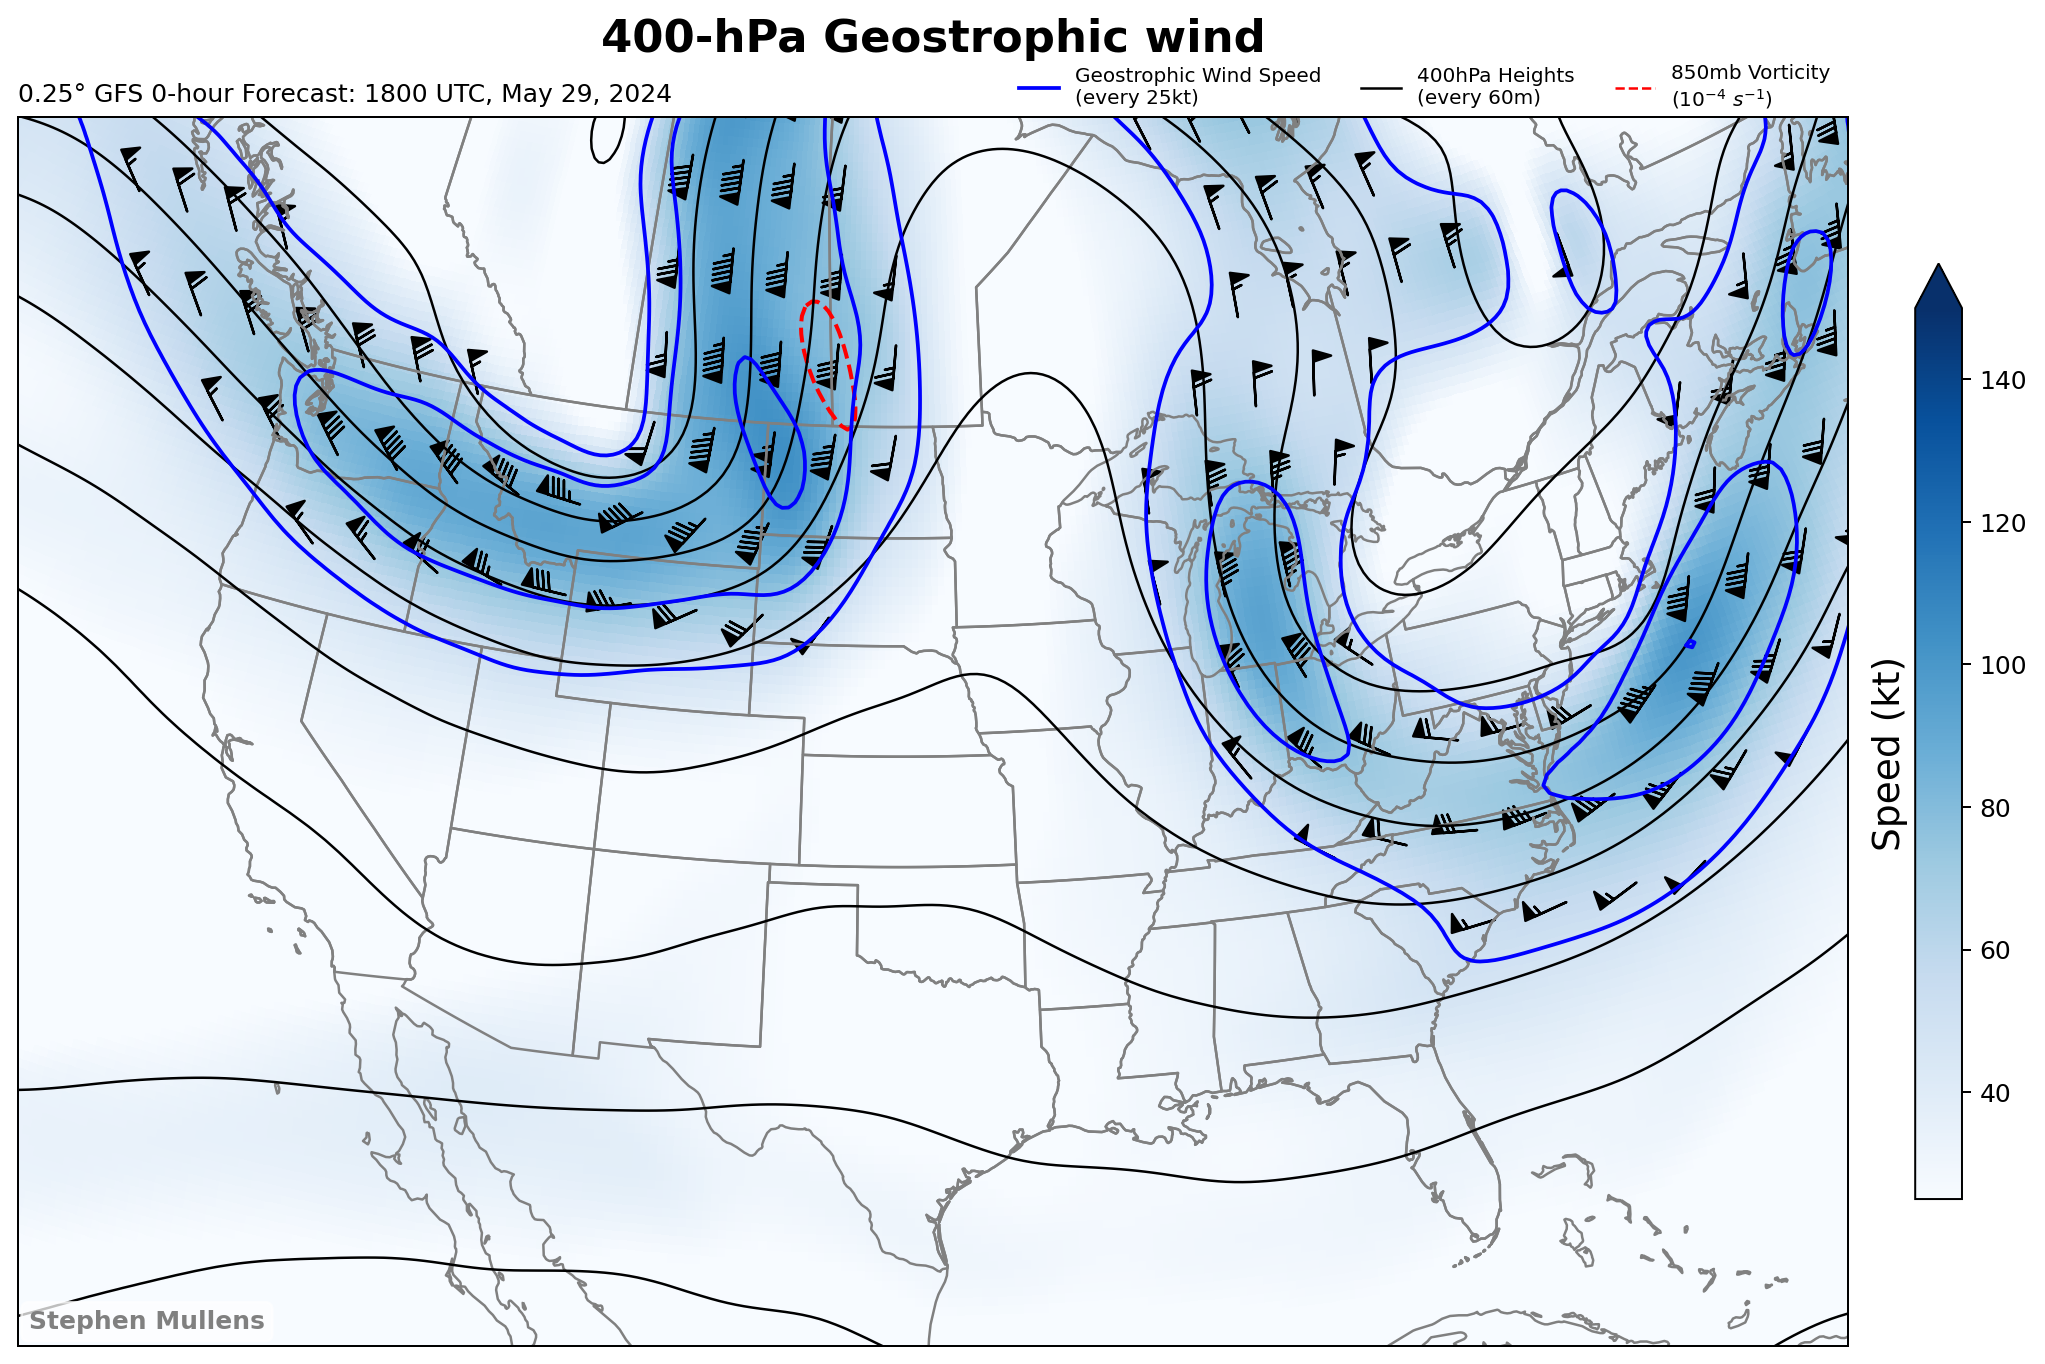 400-hPa Geostrophic wind
0.25° GFS 0-hour Forecast: 1800 UTC, May 29, 2024
Geostrophic Wind Speed
(every 25kt)
400hPa Heights
(every 60m)
850mb Vorticity
(10⁻⁴ s⁻¹)
140
120
100
80
60
40
Speed (kt)
Stephen Mullens